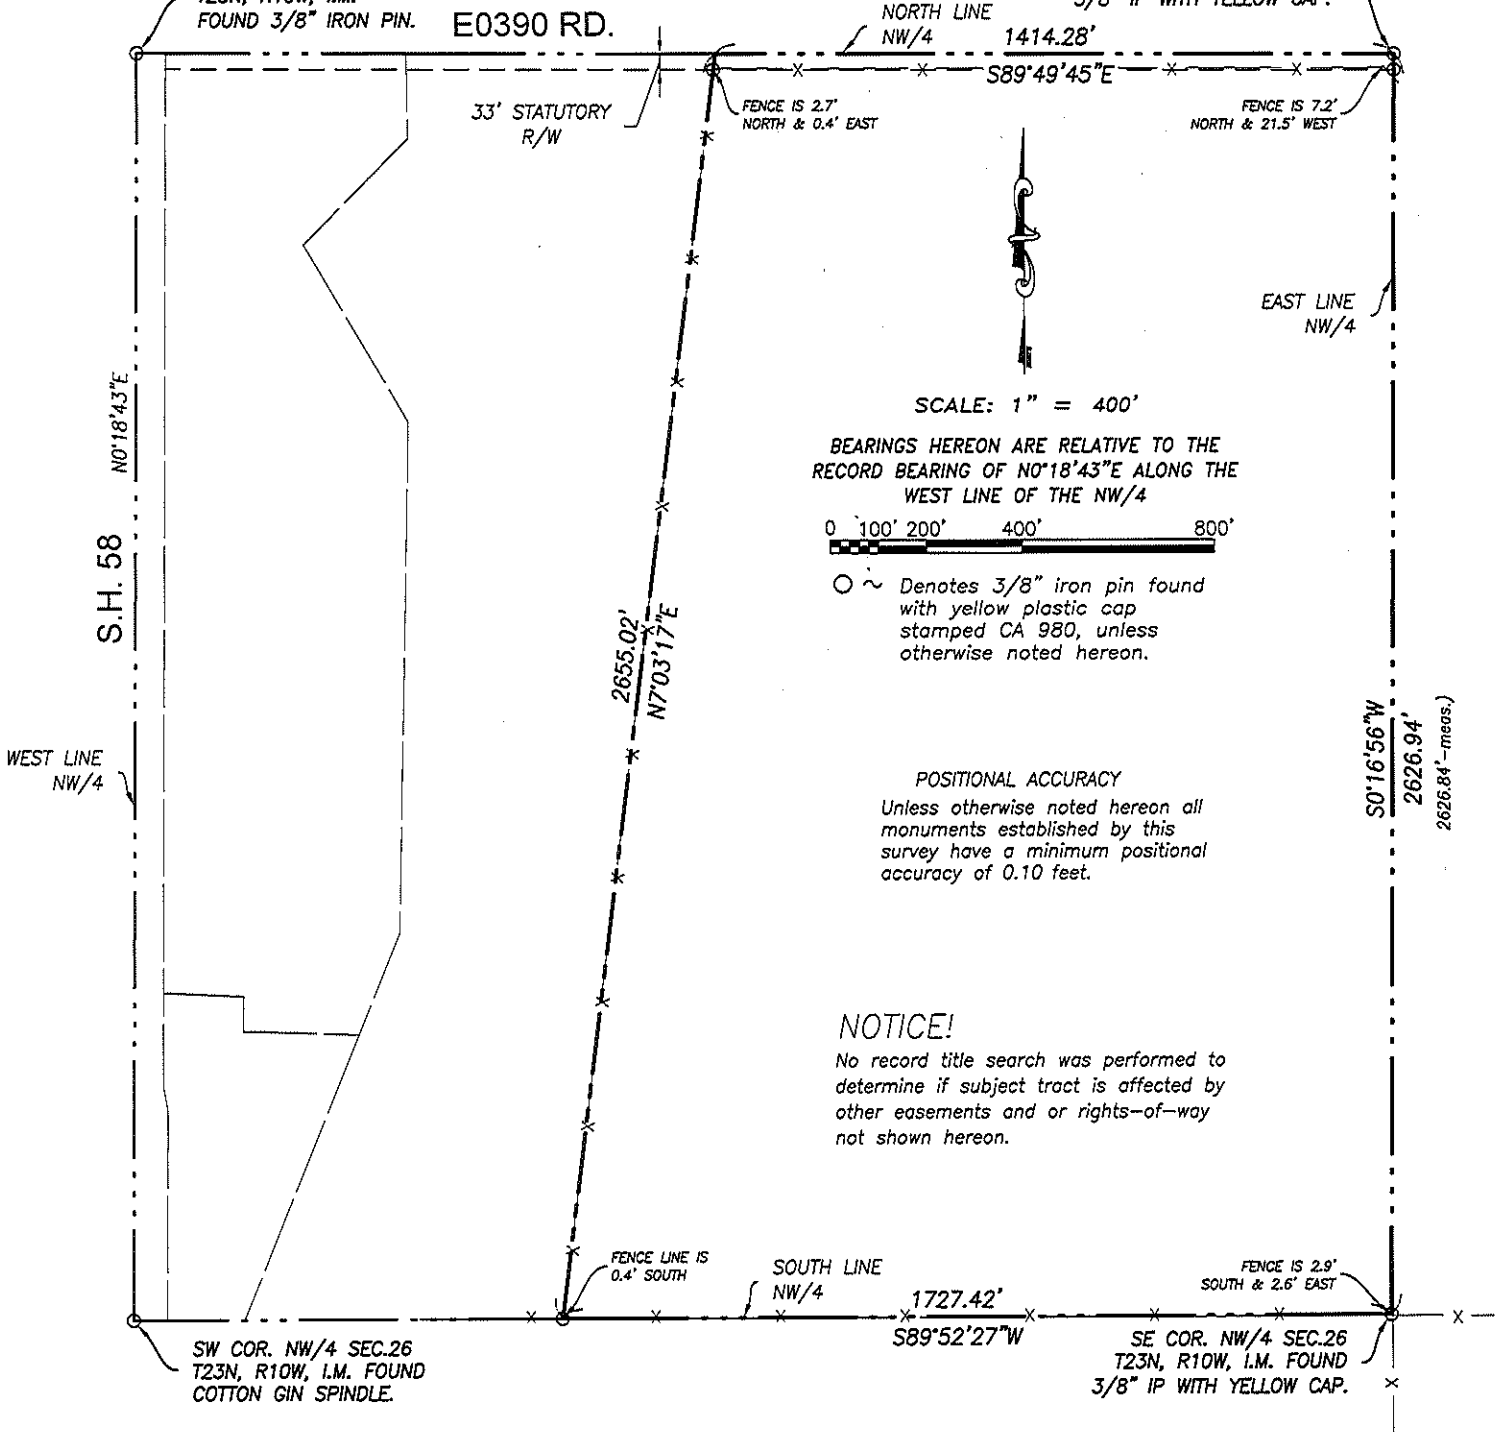 FOUND 3/8" IRON PIN.
E0390 RD.
NORTH LINE
NW/4
1414.28'
S89°49'45"E
3/8" IP WITH YELLOW CAP.
33' STATUTORY
R/W
FENCE IS 2.7'
NORTH & 0.4' EAST
FENCE IS 7.2'
NORTH & 21.5' WEST
EAST LINE
NW/4
N0°18'43"E
S.H. 58
SCALE: 1" = 400'
BEARINGS HEREON ARE RELATIVE TO THE
RECORD BEARING OF N0°18'43"E ALONG THE
WEST LINE OF THE NW/4
0 100' 200' 400' 800'
O ~ Denotes 3/8" iron pin found
with yellow plastic cap
stamped CA 980, unless
otherwise noted hereon.
2655.02'
N7°03'17"E
WEST LINE
NW/4
S0°16'56"W
2626.94'
2626.84'-meas.)
POSITIONAL ACCURACY
Unless otherwise noted hereon all
monuments established by this
survey have a minimum positional
accuracy of 0.10 feet.
NOTICE!
No record title search was performed to
determine if subject tract is affected by
other easements and or rights-of-way
not shown hereon.
FENCE LINE IS
0.4' SOUTH
SOUTH LINE
NW/4
1727.42'
S89°52'27"W
FENCE IS 2.9'
SOUTH & 2.6' EAST
SW COR. NW/4 SEC.26
T23N, R10W, I.M. FOUND
COTTON GIN SPINDLE.
SE COR. NW/4 SEC.26
T23N, R10W, I.M. FOUND
3/8" IP WITH YELLOW CAP.